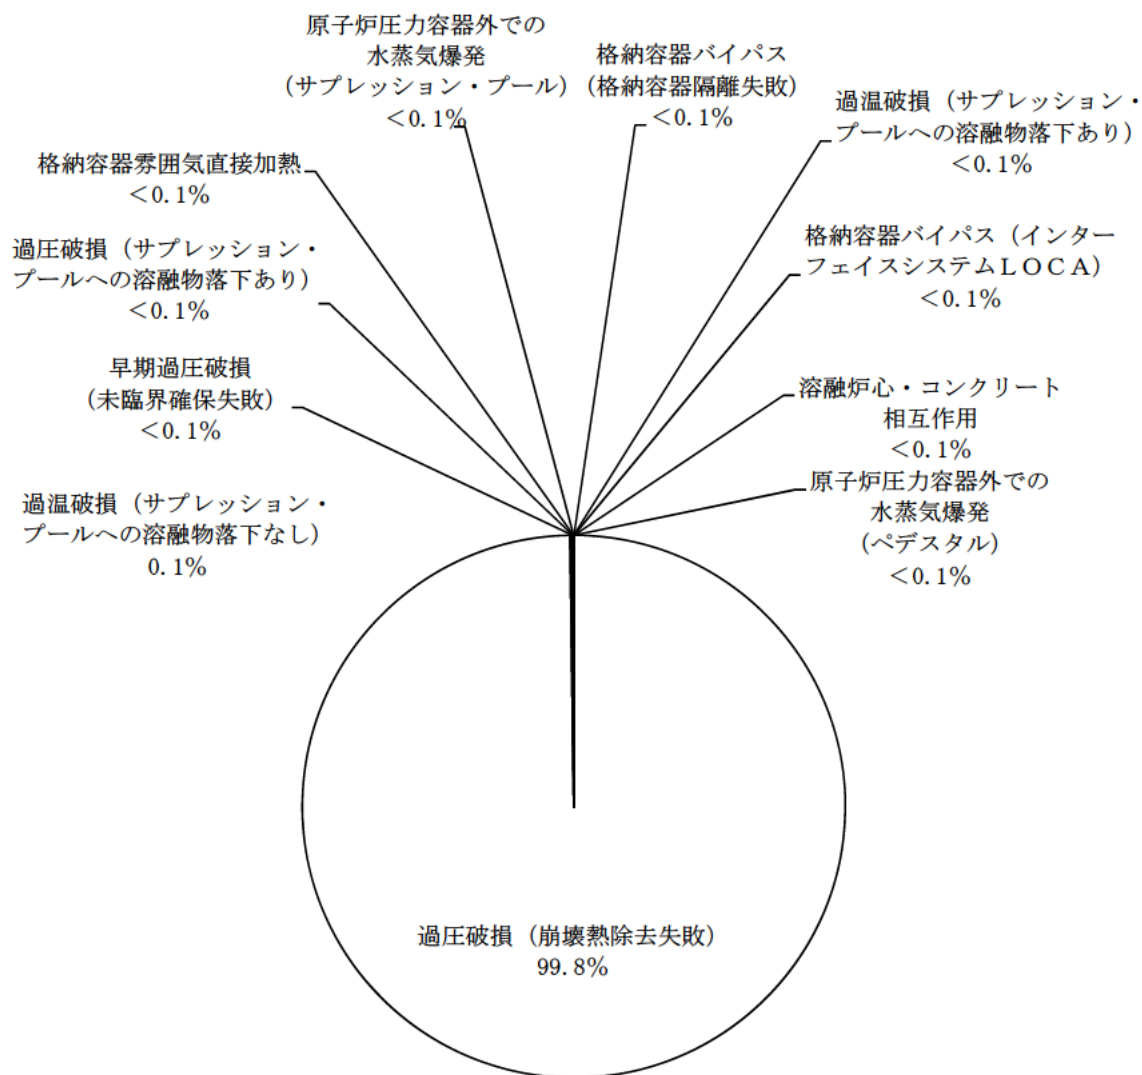 原子炉圧力容器外での
水蒸気爆発
（サプレッション・プール）
＜0.1%
格納容器バイパス
（格納容器隔離失敗）
＜0.1%
過温破損（サプレッション・
プールへの溶融物落下あり）
＜0.1%
格納容器雰囲気直接加熱
＜0.1%
過圧破損（サプレッション・
プールへの溶融物落下あり）
＜0.1%
格納容器バイパス（インター
フェイスシステムＬＯＣＡ）
＜0.1%
早期過圧破損
（未臨界確保失敗）
＜0.1%
溶融炉心・コンクリート
相互作用
＜0.1%
過温破損（サプレッション・
プールへの溶融物落下なし）
0.1%
原子炉圧力容器外での
水蒸気爆発
（ペデスタル）
＜0.1%
過圧破損（崩壊熱除去失敗）
99.8%